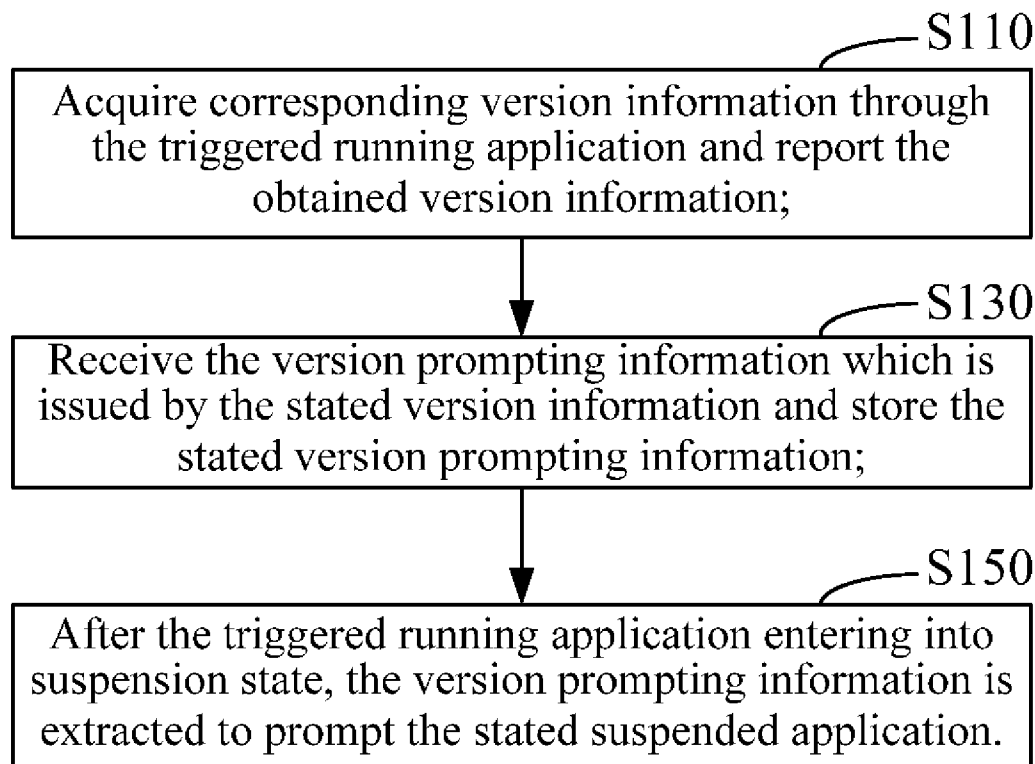 S110
Acquire corresponding version information through
the triggered running application and report the
obtained version information;
S130
Receive the version prompting information which is
issued by the stated version information and store the
stated version prompting information;
S150
After the triggered running application entering into
suspension state, the version prompting information is
extracted to prompt the stated suspended application.